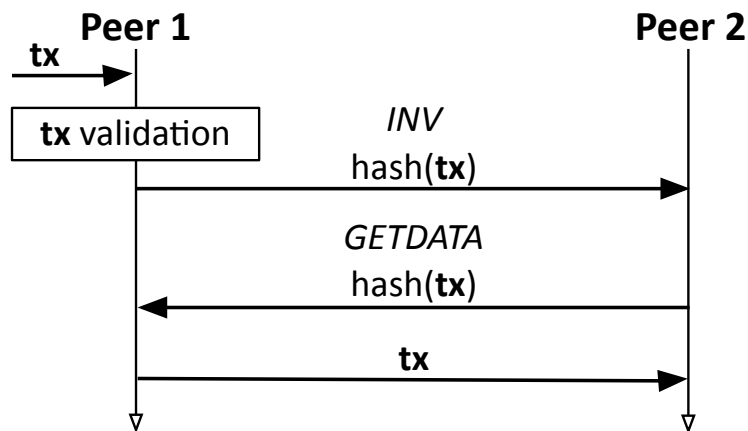 Peer 1
Peer 2
tx
tx validation
INV
hash(tx)
GETDATA
hash(tx)
tx